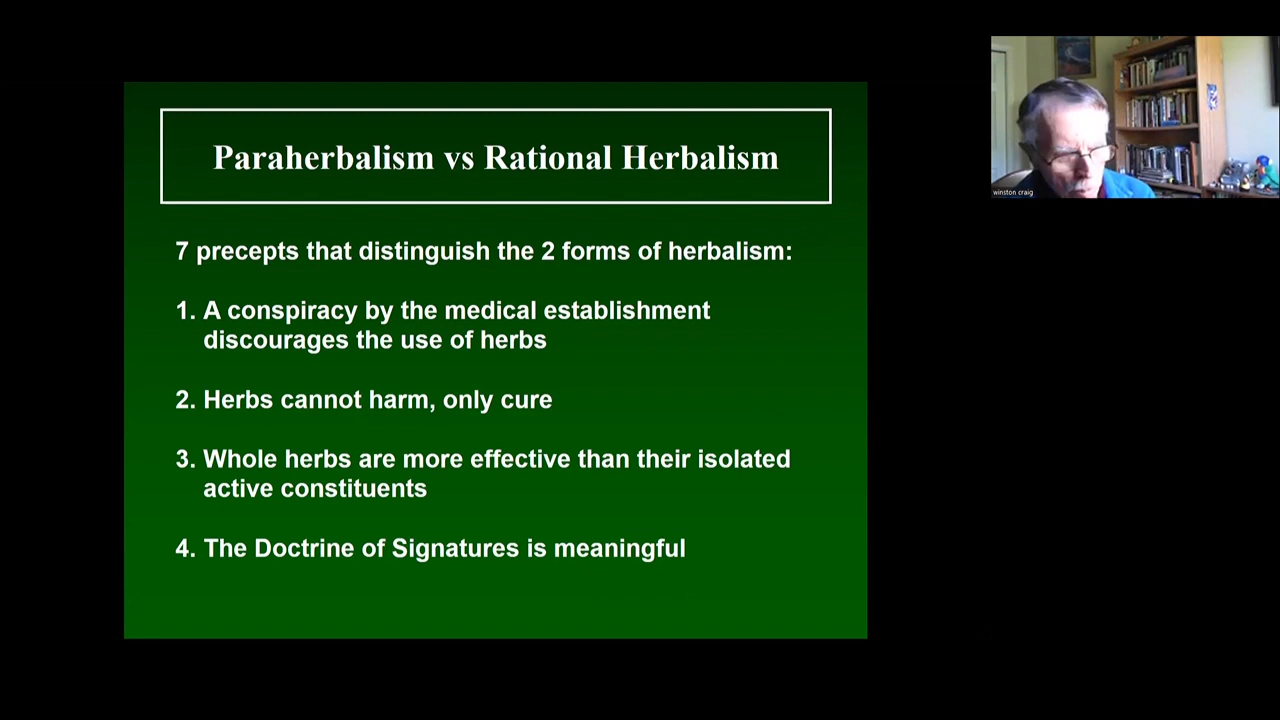 Paraherbalism vs Rational Herbalism
7 precepts that distinguish the 2 forms of herbalism:
1. A conspiracy by the medical establishment
discourages the use of herbs
2. Herbs cannot harm, only cure
3. Whole herbs are more effective than their isolated
active constituents
4. The Doctrine of Signatures is meaningful
winston craig